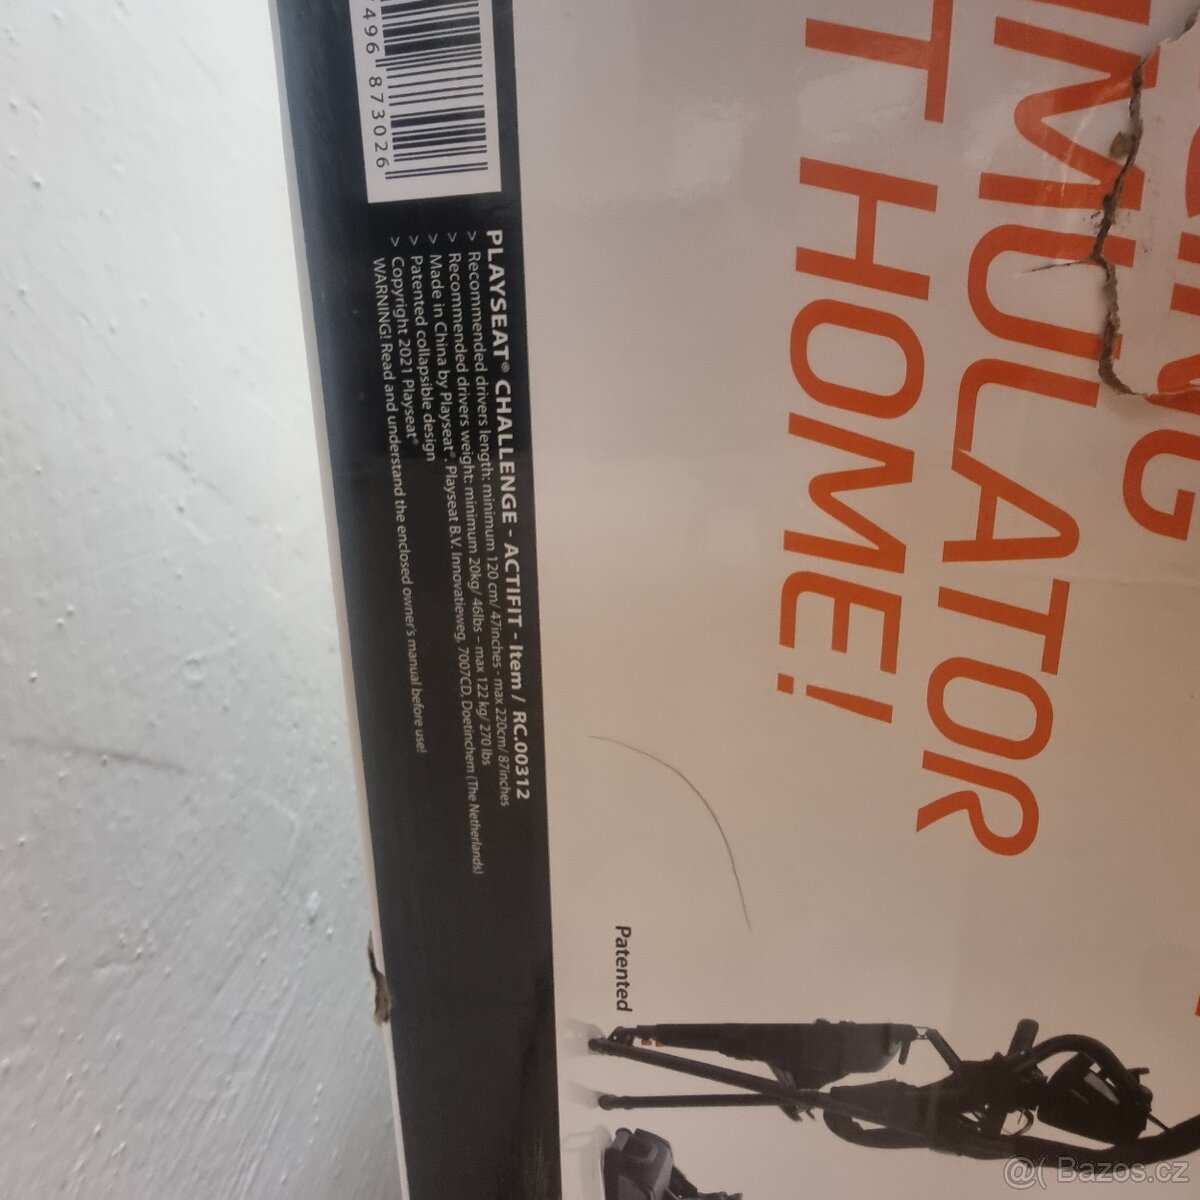 496 873026
PLAYSEAT® CHALLENGE - ACTIFIT - Item / RC.00312
> Recommended drivers length: minimum 120 cm/ 47inches - max 220cm/ 87inches
> Recommended drivers weight: minimum 20kg/ 46lbs – max 122 kg/ 270 lbs
> Made in China by Playseat®, Playseat B.V. Innovatieweg, 7007CD, Doetinchem (The Netherlands)
> Patented collapsible design
> Copyright 2021 Playseat®
WARNING! Read and understand the enclosed owner's manual before use!
IMULATOR
T HOME!
Patented
@( Bazos.cz